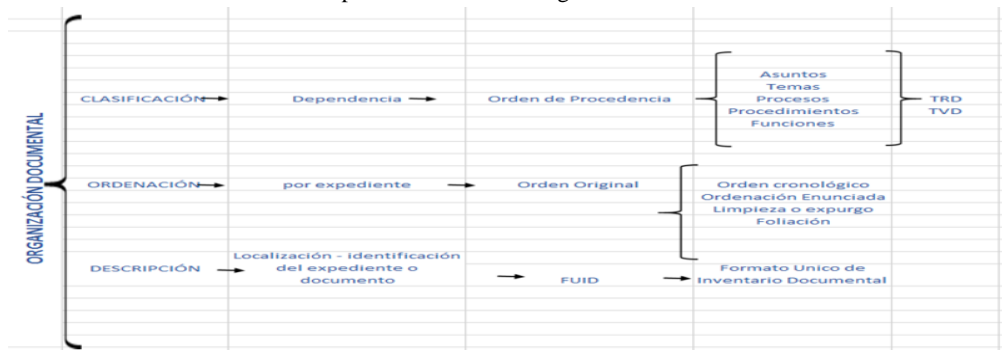 ORGANIZACIÓN DOCUMENTAL
CLASIFICACIÓN
Dependencia
Orden de Procedencia
Asuntos
Temas
Procesos
Procedimientos
Funciones
TRD
TVD
ORDENACIÓN
por expediente
Orden Original
Orden cronológico
Ordenación Enunciada
Limpieza o expurgo
Foliación
DESCRIPCIÓN
Localización - identificación
del expediente o
documento
FUID
Formato Unico de
Inventario Documental